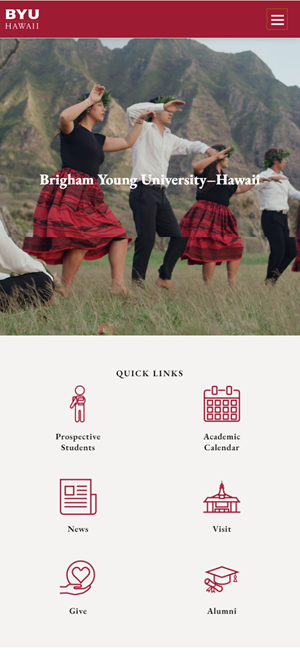 BYU
HAWAII
Brigham Young University–Hawaii
QUICK LINKS
Prospective
Students
Academic
Calendar
News
Visit
Give
Alumni